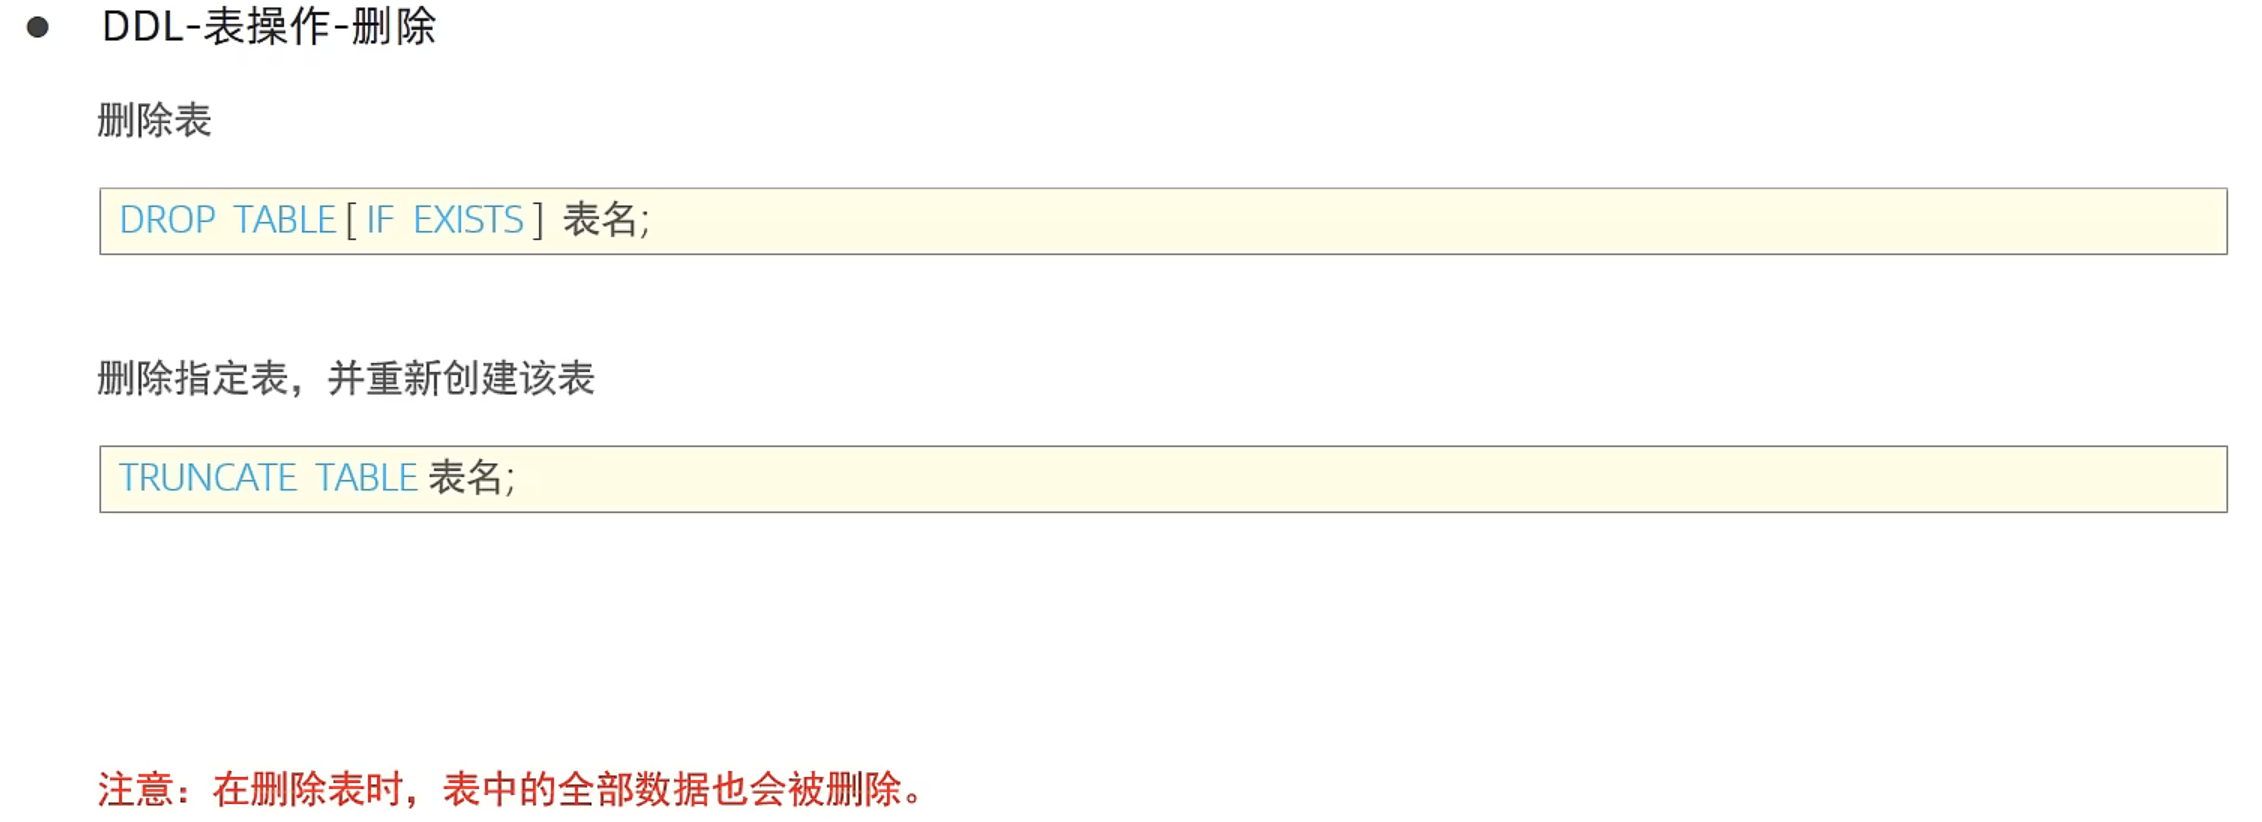 ● DDL-表操作-删除
删除表
DROP TABLE [ IF EXISTS ] 表名;
删除指定表，并重新创建该表
TRUNCATE TABLE 表名;
注意：在删除表时，表中的全部数据也会被删除。